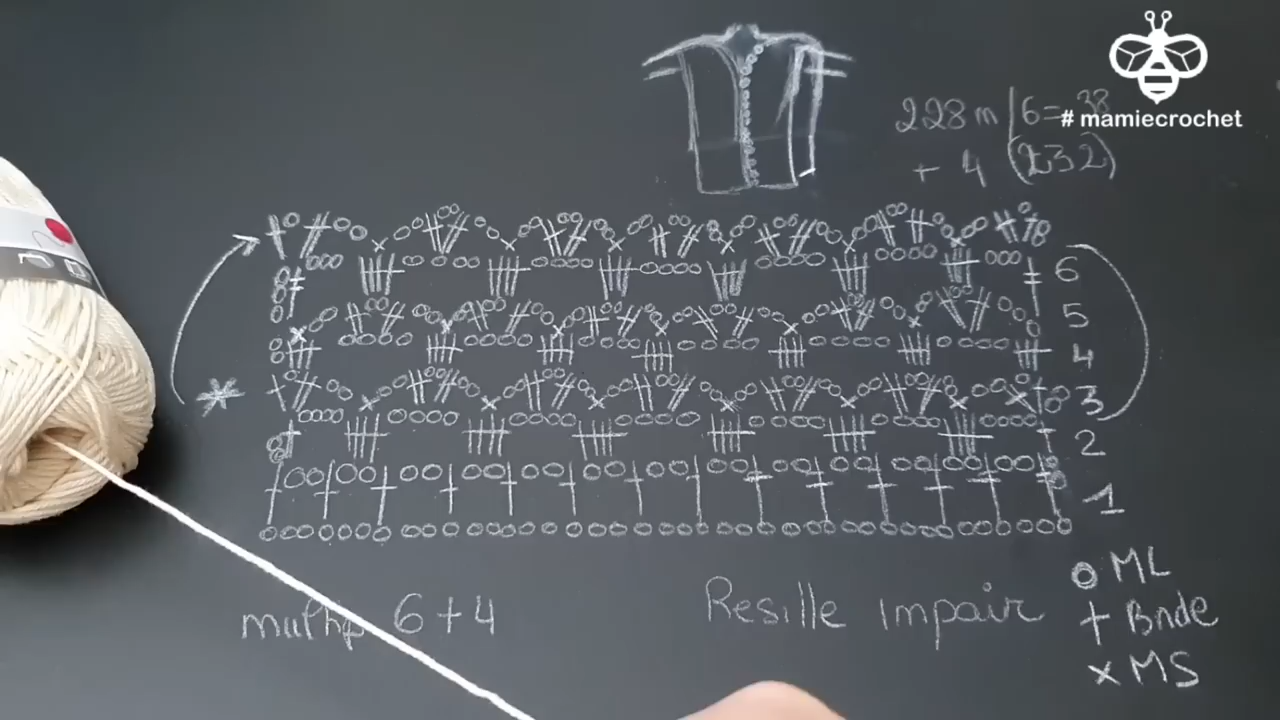 # mamiecrochet
228 m / 6 = 38
+ 4 (232)
6
5
4
3
2
1
* 
O ML
+ Bnde
x MS
multip 6+4
Resille Impair